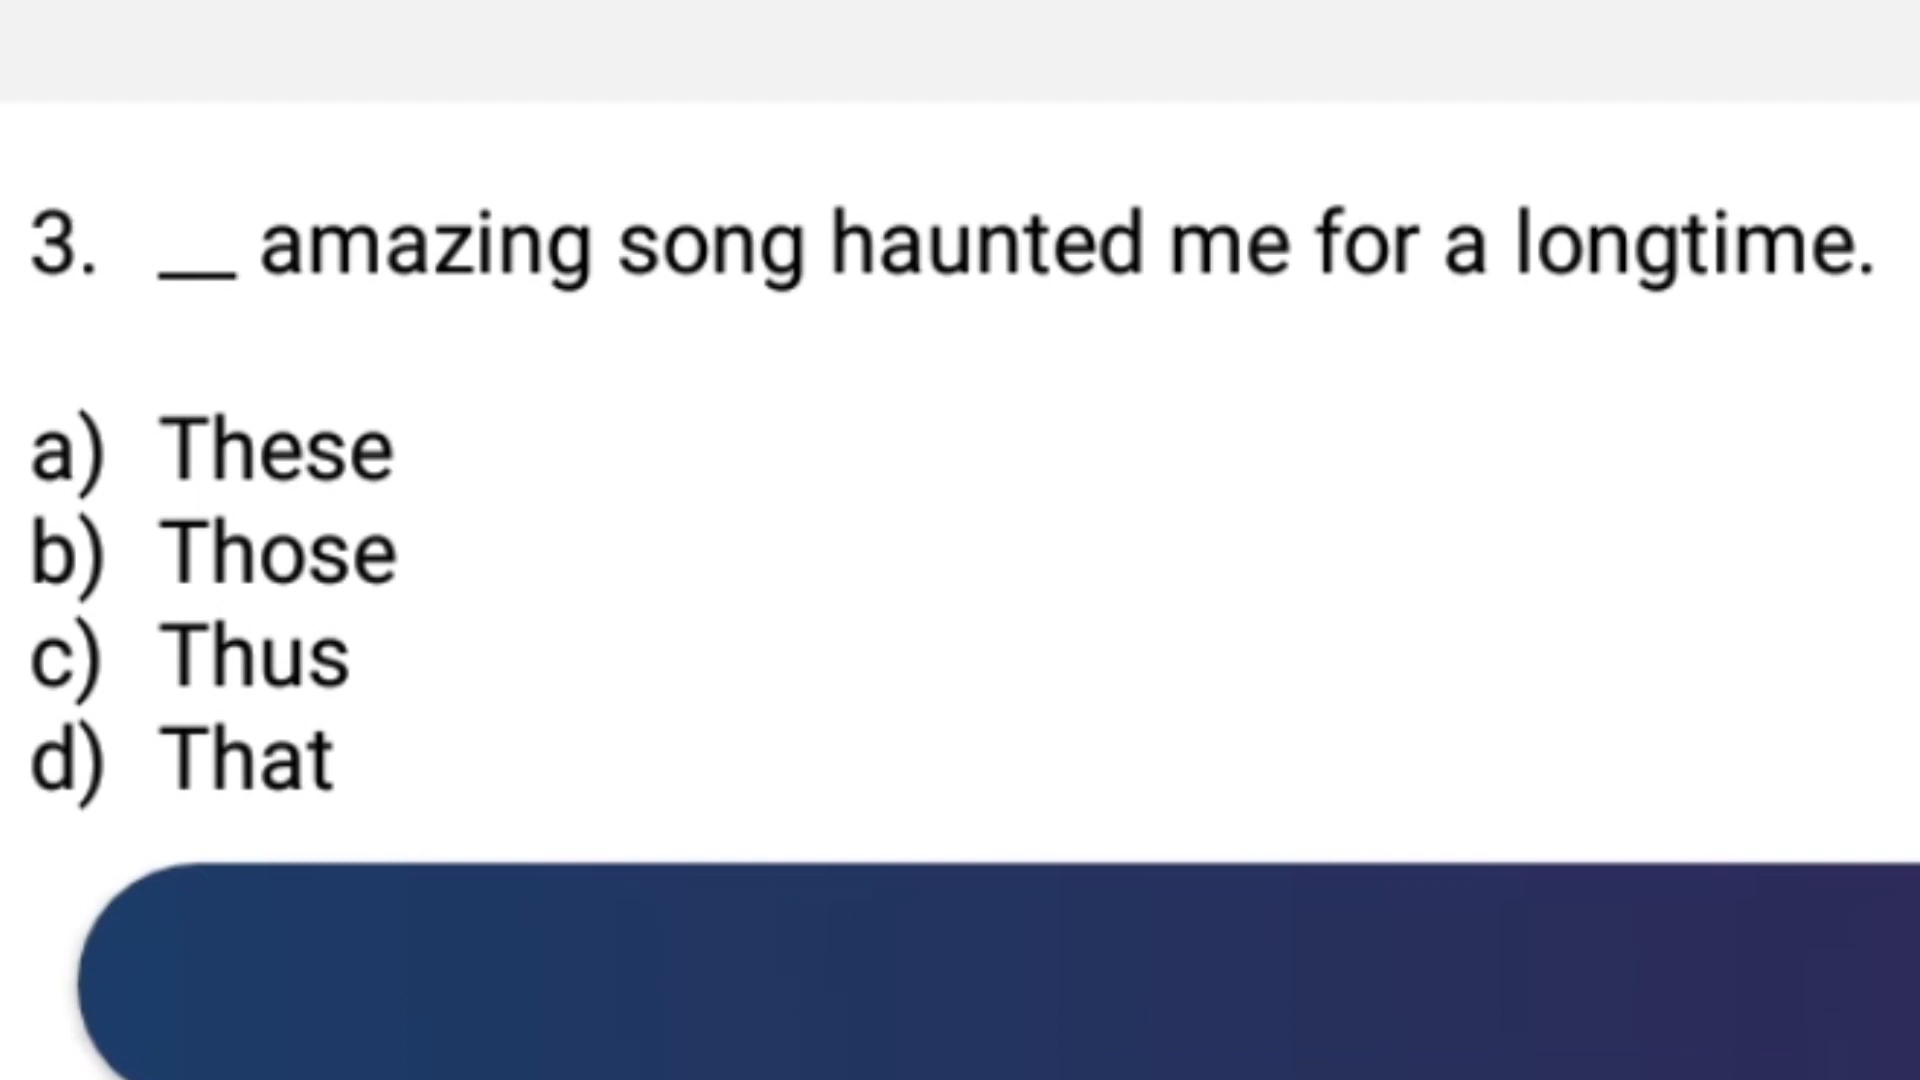 3. __ amazing song haunted me for a longtime.
a) These
b) Those
c) Thus
d) That